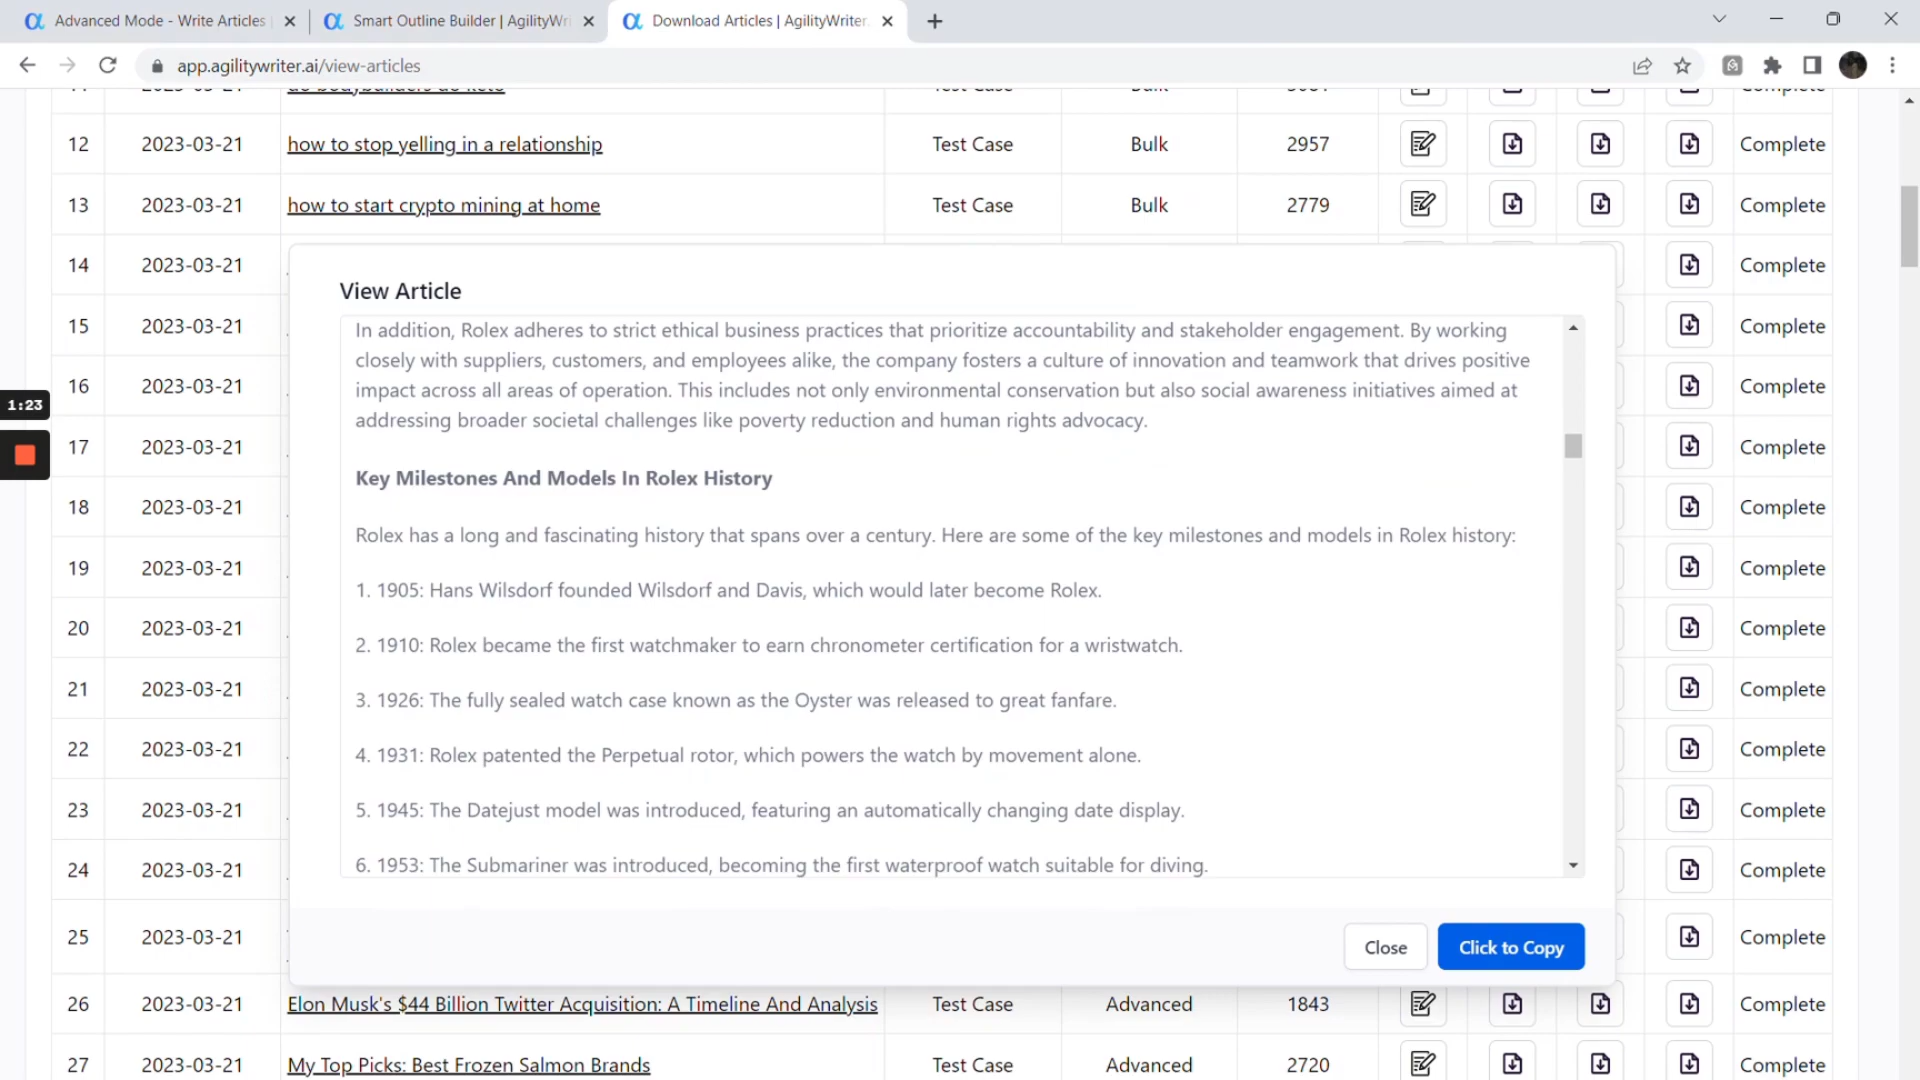 Advanced Mode - Write Articles
Smart Outline Builder | AgilityWri
Download Articles | AgilityWriter.
app.agilitywriter.ai/view-articles
do bodybuilders do keto
12 2023-03-21 how to stop yelling in a relationship Test Case Bulk 2957 Complete
13 2023-03-21 how to start crypto mining at home Test Case Bulk 2779 Complete
14 2023-03-21 Complete
View Article
15 2023-03-21 Complete
In addition, Rolex adheres to strict ethical business practices that prioritize accountability and stakeholder engagement. By working
closely with suppliers, customers, and employees alike, the company fosters a culture of innovation and teamwork that drives positive
16 2023-03-21 Complete
impact across all areas of operation. This includes not only environmental conservation but also social awareness initiatives aimed at
1:23
addressing broader societal challenges like poverty reduction and human rights advocacy.
17 2023-03-21 Complete
Key Milestones And Models In Rolex History
18 2023-03-21 Complete
Rolex has a long and fascinating history that spans over a century. Here are some of the key milestones and models in Rolex history:
19 2023-03-21 Complete
1. 1905: Hans Wilsdorf founded Wilsdorf and Davis, which would later become Rolex.
20 2023-03-21 Complete
2. 1910: Rolex became the first watchmaker to earn chronometer certification for a wristwatch.
21 2023-03-21 Complete
3. 1926: The fully sealed watch case known as the Oyster was released to great fanfare.
22 2023-03-21 Complete
4. 1931: Rolex patented the Perpetual rotor, which powers the watch by movement alone.
23 2023-03-21 Complete
5. 1945: The Datejust model was introduced, featuring an automatically changing date display.
24 2023-03-21 Complete
6. 1953: The Submariner was introduced, becoming the first waterproof watch suitable for diving.
25 2023-03-21 Complete
Close Click to Copy
26 2023-03-21 Elon Musk's $44 Billion Twitter Acquisition: A Timeline And Analysis Test Case Advanced 1843 Complete
27 2023-03-21 My Top Picks: Best Frozen Salmon Brands Test Case Advanced 2720 Complete